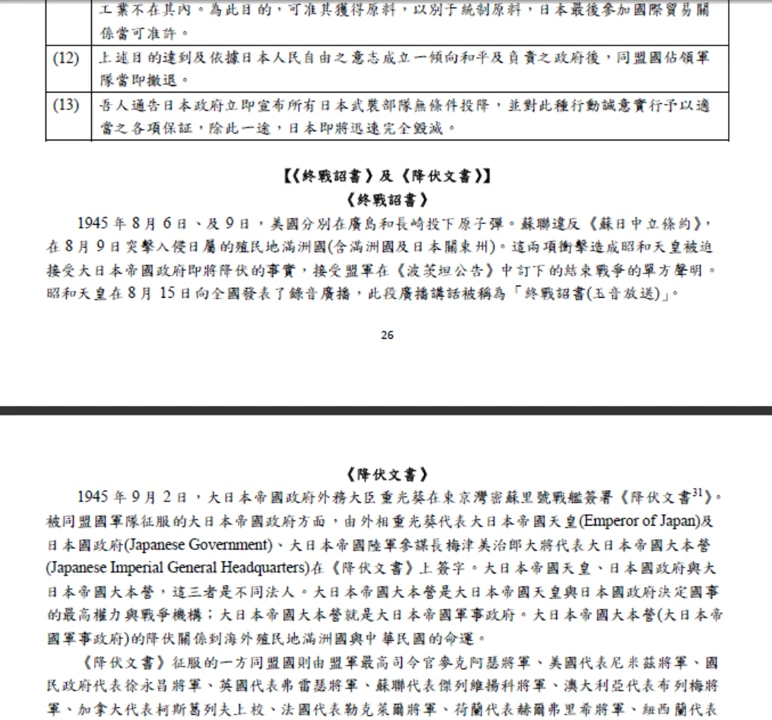 工業不在其內。為此目的,可准其獲得原料,以別于統制原料,日本最後參加國際貿易關
係當可准許。
(12) 上述目的達到及依據日本人民自由之意志成立一傾向和平及負責之政府後,同盟國佔領軍
隊當即撤退。
(13) 吾人通告日本政府立即宣布所有日本武裝部隊無條件投降,並對此種行動誠意實行予以適
當之各項保証,除此一途,日本即將迅速完全毀滅。
【《終戰詔書》及《降伏文書》】
《終戰詔書》
1945 年 8 月 6 日、及 9 日,美國分別在廣島和長崎投下原子彈。蘇聯違反《蘇日中立條約》,
在 8 月 9 日突擊入侵日屬的殖民地滿洲國(含滿洲國及日本關東州)。這兩項衝擊造成昭和天皇被迫
接受大日本帝國政府即將降伏的事實,接受盟軍在《波茨坦公告》中訂下的結束戰爭的單方聲明。
昭和天皇在 8 月 15 日向全國發表了錄音廣播,此段廣播講話被稱為「終戰詔書(玉音放送)」。
26
《降伏文書》
1945 年 9 月 2 日,大日本帝國政府外務大臣重光葵在東京灣密蘇里號戰艦簽署《降伏文書31》。
被同盟國軍隊征服的大日本帝國政府方面,由外相重光葵代表大日本帝國天皇(Emperor of Japan)及
日本國政府(Japanese Government)、大日本帝國陸軍參謀長梅津美治郎大將代表大日本帝國大本營
(Japanese Imperial General Headquarters)在《降伏文書》上簽字。大日本帝國天皇、日本國政府與大
日本帝國大本營,這三者是不同法人。大日本帝國大本營是大日本帝國天皇與日本國政府決定國事
的最高權力與戰爭機構;大日本帝國大本營就是大日本帝國軍事政府。大日本帝國大本營(大日本帝
國軍事政府)的降伏關係到海外殖民地滿洲國與中華民國的命運。
《降伏文書》征服的一方同盟國則由盟軍最高司令官麥克阿瑟將軍、美國代表尼米茲將軍、國
民政府代表徐永昌將軍、英國代表弗雷瑟將軍、蘇聯代表傑列維揚科將軍、澳大利亞代表布列梅將
軍、加拿大代表柯斯葛列夫上校、法國代表勒克萊爾將軍、荷蘭代表赫爾弗里希將軍、紐西蘭代表